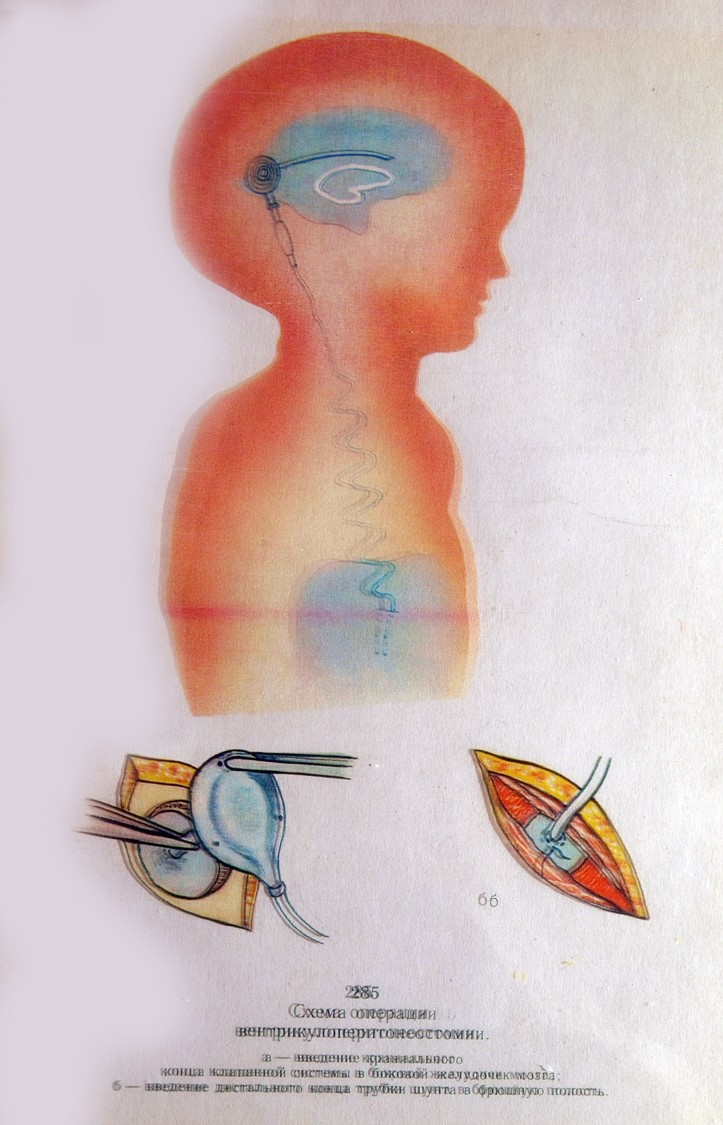 бб
285
Схема операции
вентрикулоперитонеостомии.
а — введение краниального
конца клапанной системы в боковой желудочек мозга;
б — введение дистального конца трубки шунта в брюшную полость.